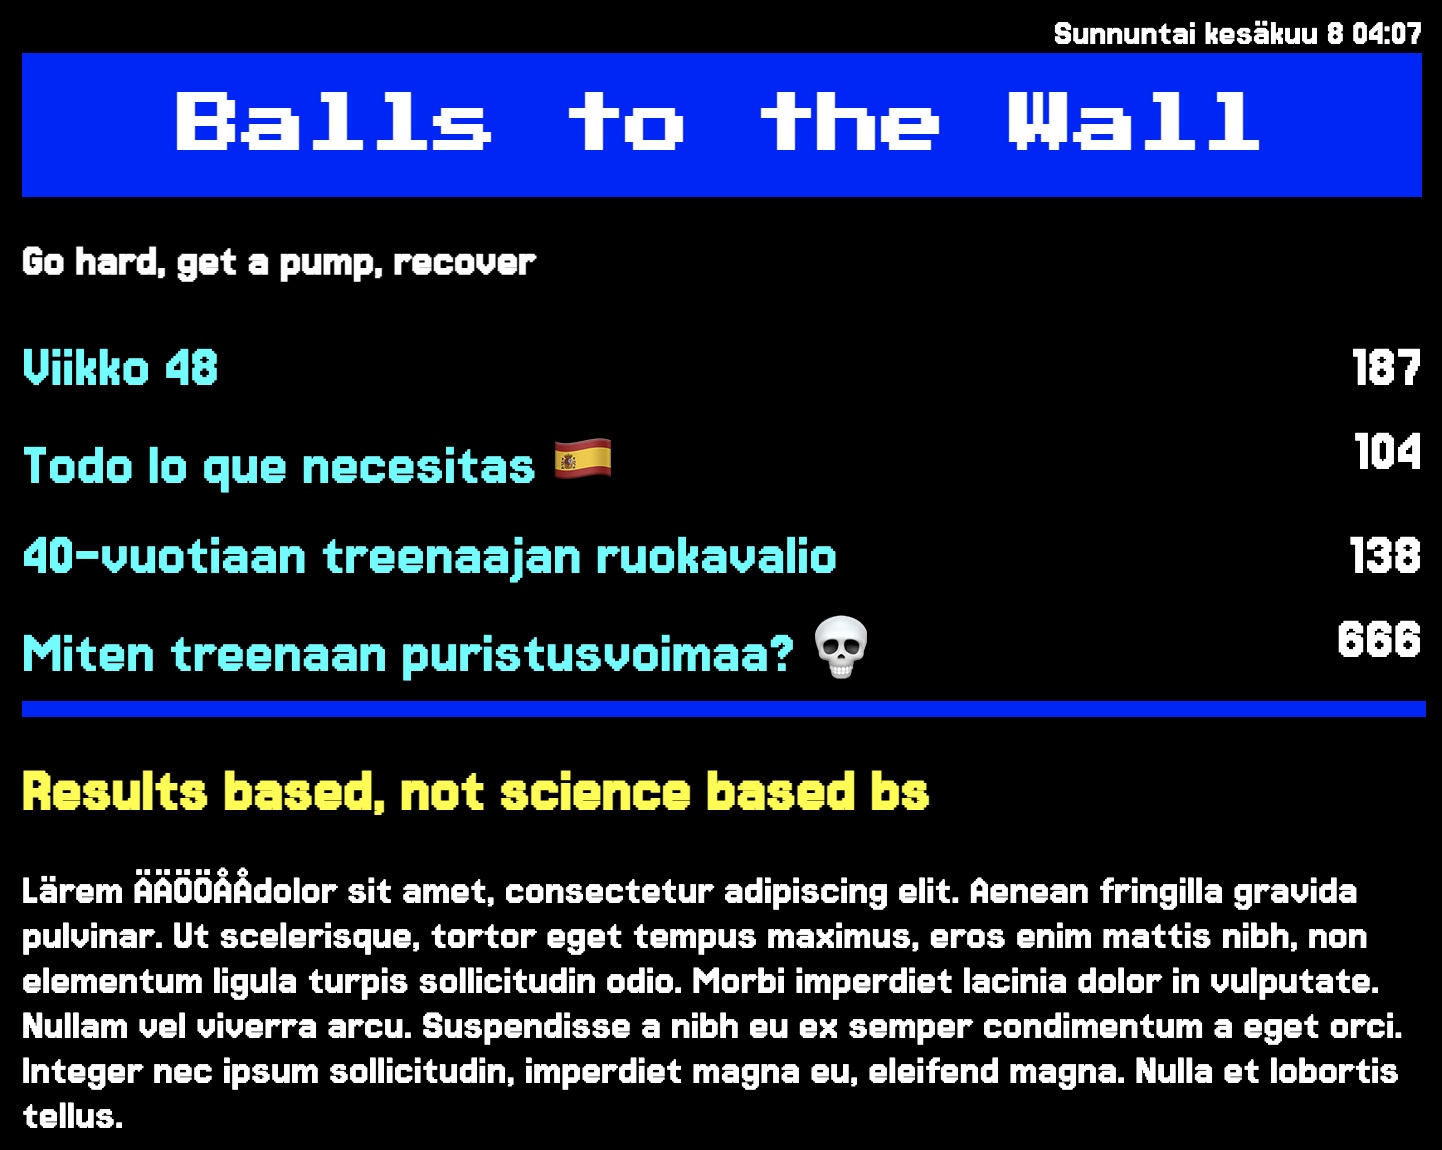 Sunnuntai kesäkuu 8 04:07
Balls to the Wall
Go hard, get a pump, recover
Viikko 48 187
Todo lo que necesitas 🇪🇸 104
40-vuotiaan treenaajan ruokavalio 138
Miten treenaan puristusvoimaa? 💀 666
Results based, not science based bs
Lärem ÄÄÖÖÅÅdolor sit amet, consectetur adipiscing elit. Aenean fringilla gravida
pulvinar. Ut scelerisque, tortor eget tempus maximus, eros enim mattis nibh, non
elementum ligula turpis sollicitudin odio. Morbi imperdiet lacinia dolor in vulputate.
Nullam vel viverra arcu. Suspendisse a nibh eu ex semper condimentum a eget orci.
Integer nec ipsum sollicitudin, imperdiet magna eu, eleifend magna. Nulla et lobortis
tellus.